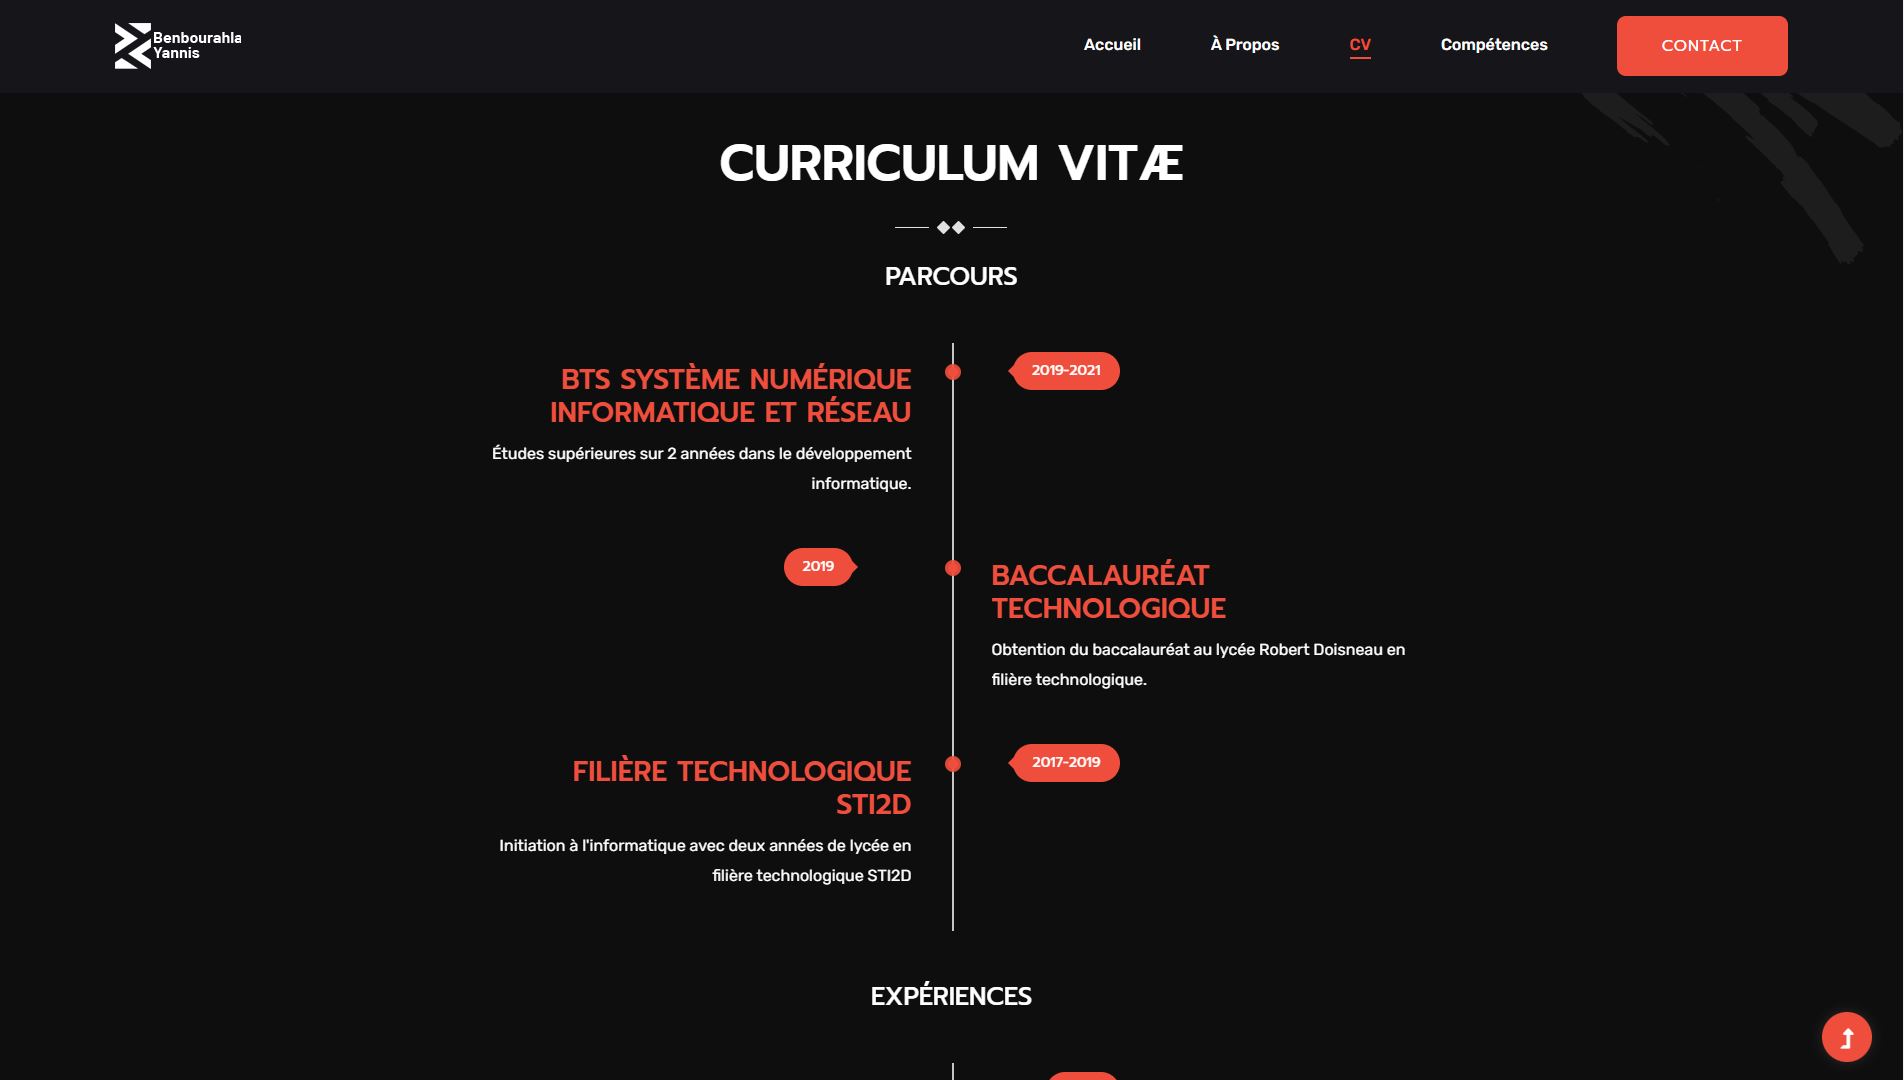 Benbourahla
Yannis
Accueil
À Propos
CV
Compétences
CONTACT
CURRICULUM VITÆ
PARCOURS
BTS SYSTÈME NUMÉRIQUE
INFORMATIQUE ET RÉSEAU
Études supérieures sur 2 années dans le développement
informatique.
2019-2021
2019
BACCALAURÉAT
TECHNOLOGIQUE
Obtention du baccalauréat au lycée Robert Doisneau en
filière technologique.
FILIÈRE TECHNOLOGIQUE
STI2D
Initiation à l'informatique avec deux années de lycée en
filière technologique STI2D
2017-2019
EXPÉRIENCES